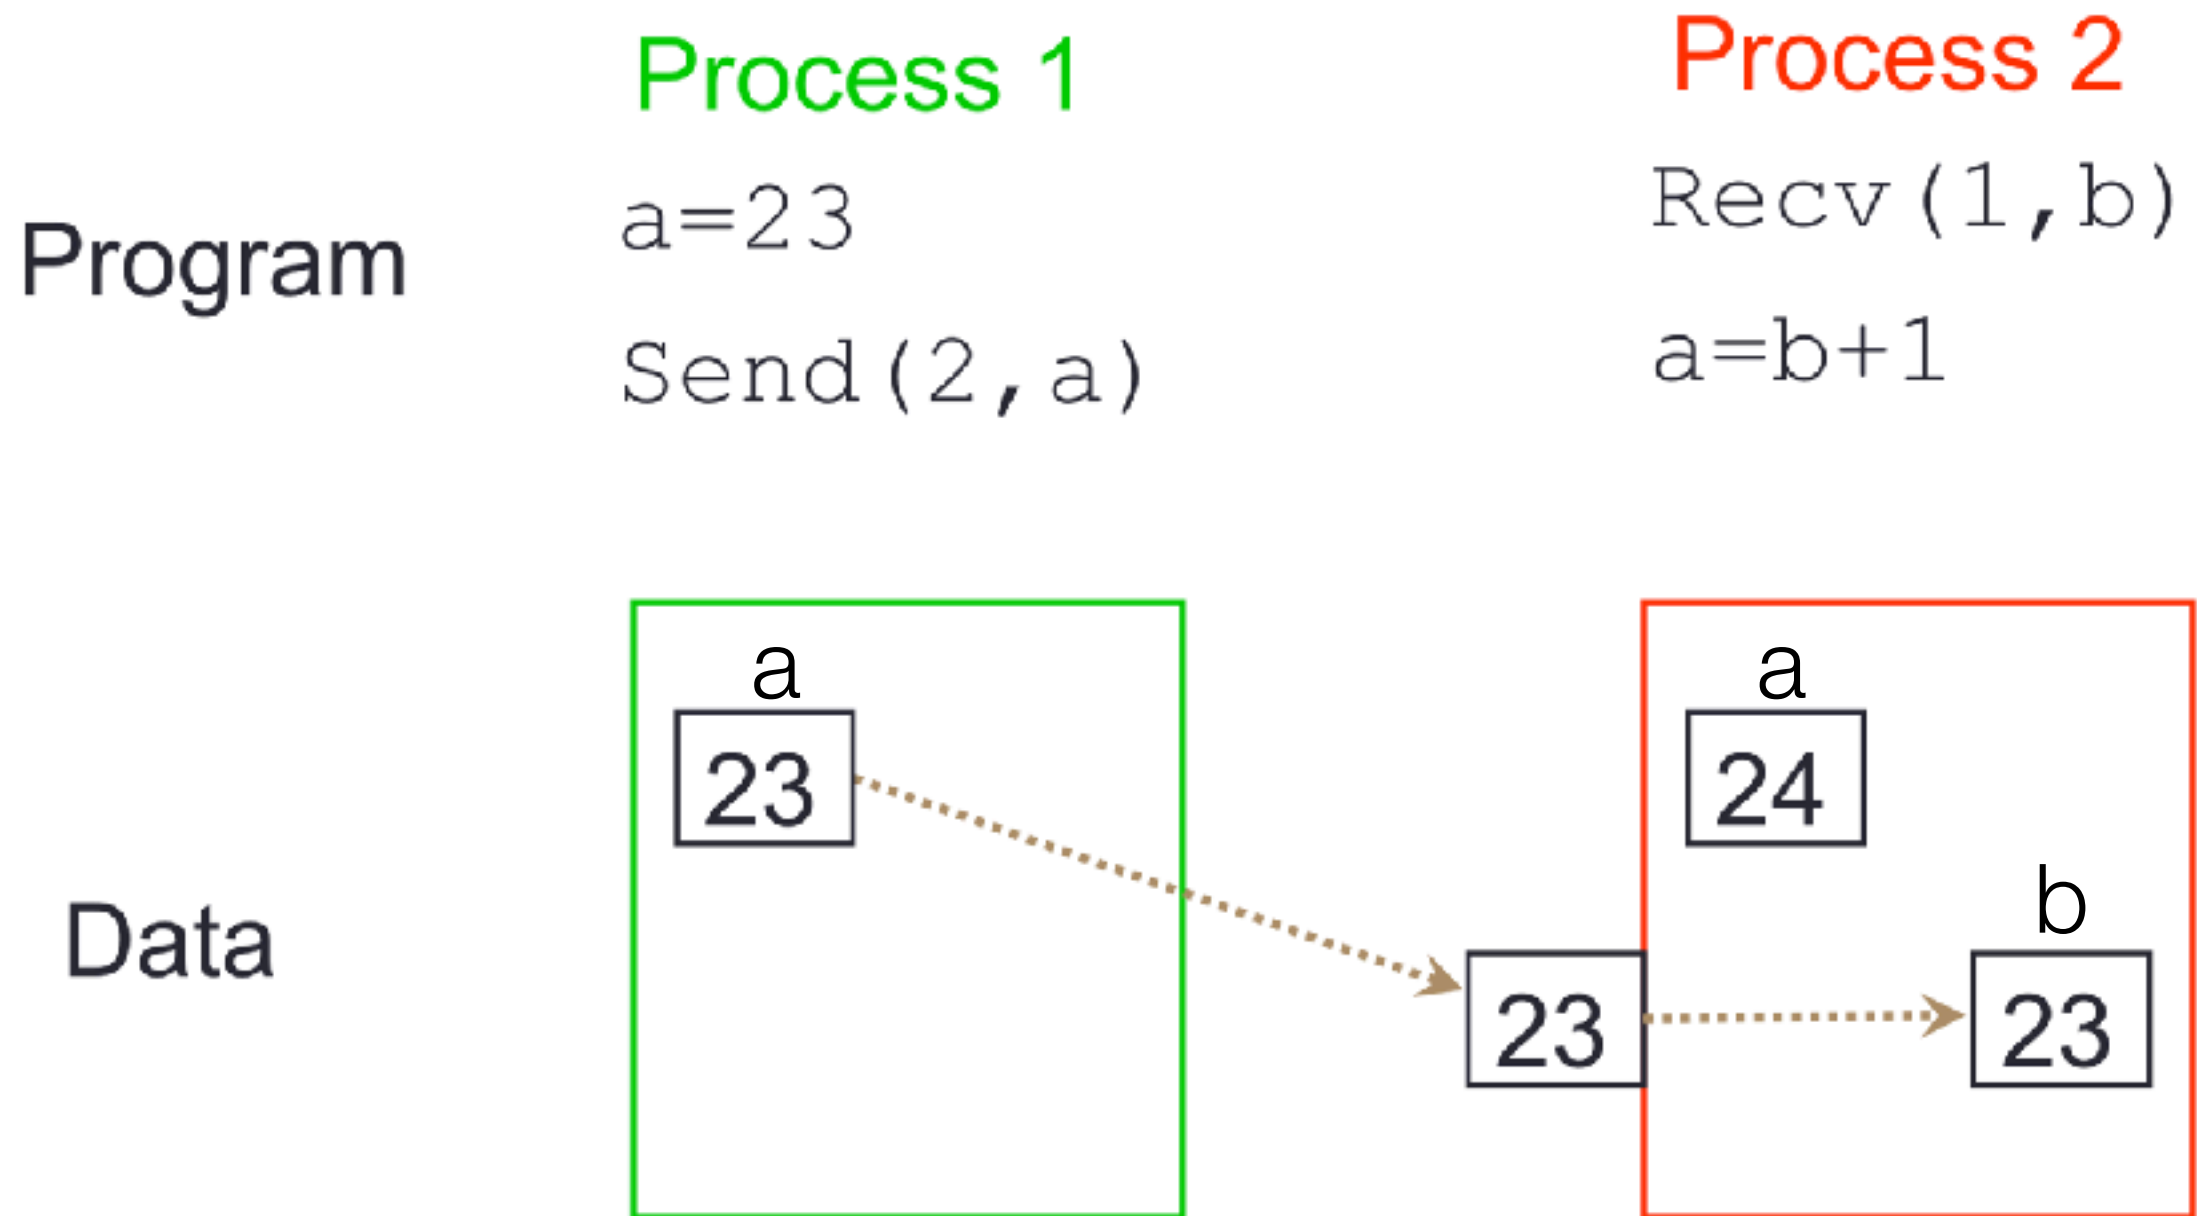 Process 1
Process 2
Program
a=23
Send(2,a)
Recv(1,b)
a=b+1
Data
a
23
23
a
24
b
23